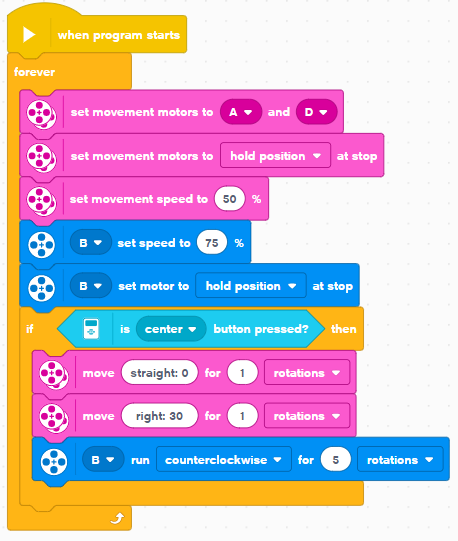 when program starts
forever
set movement motors to A and D
set movement motors to hold position at stop
set movement speed to 50 %
B set speed to 75 %
B set motor to hold position at stop
if is center button pressed? then
move straight: 0 for 1 rotations
move right: 30 for 1 rotations
B run counterclockwise for 5 rotations